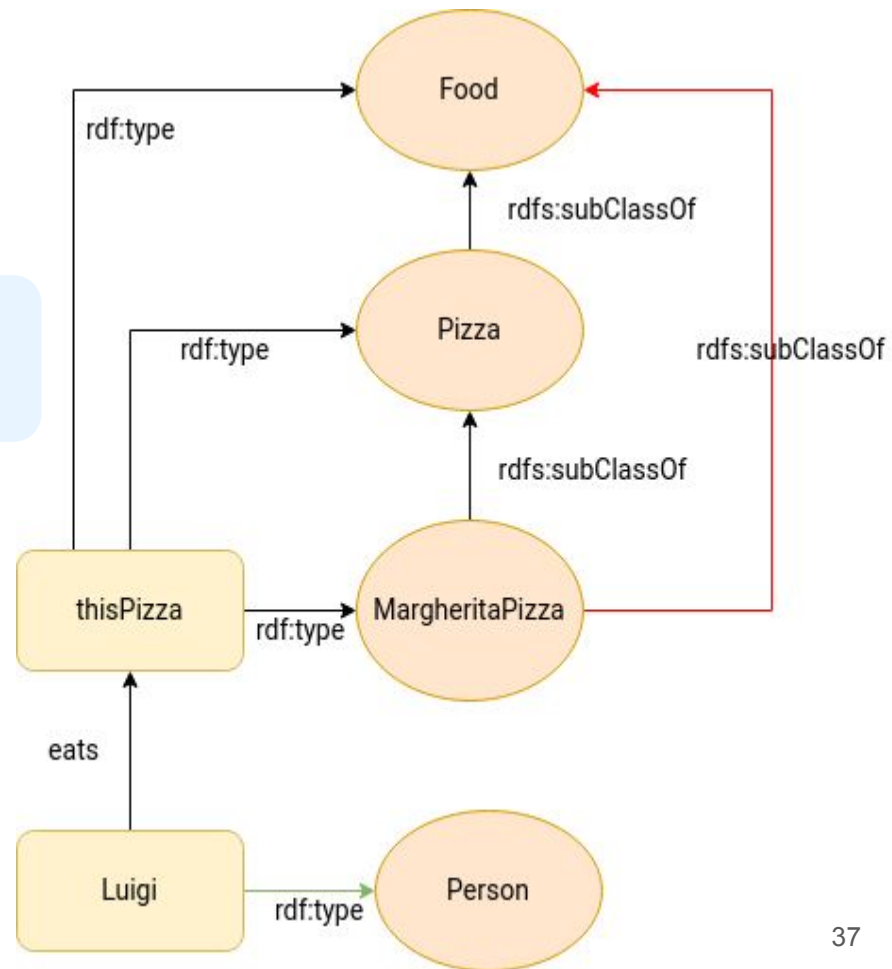 Food
rdf:type
rdfs:subClassOf
Pizza
rdf:type
rdfs:subClassOf
rdfs:subClassOf
thisPizza
MargheritaPizza
rdf:type
eats
Luigi
Person
rdf:type
37